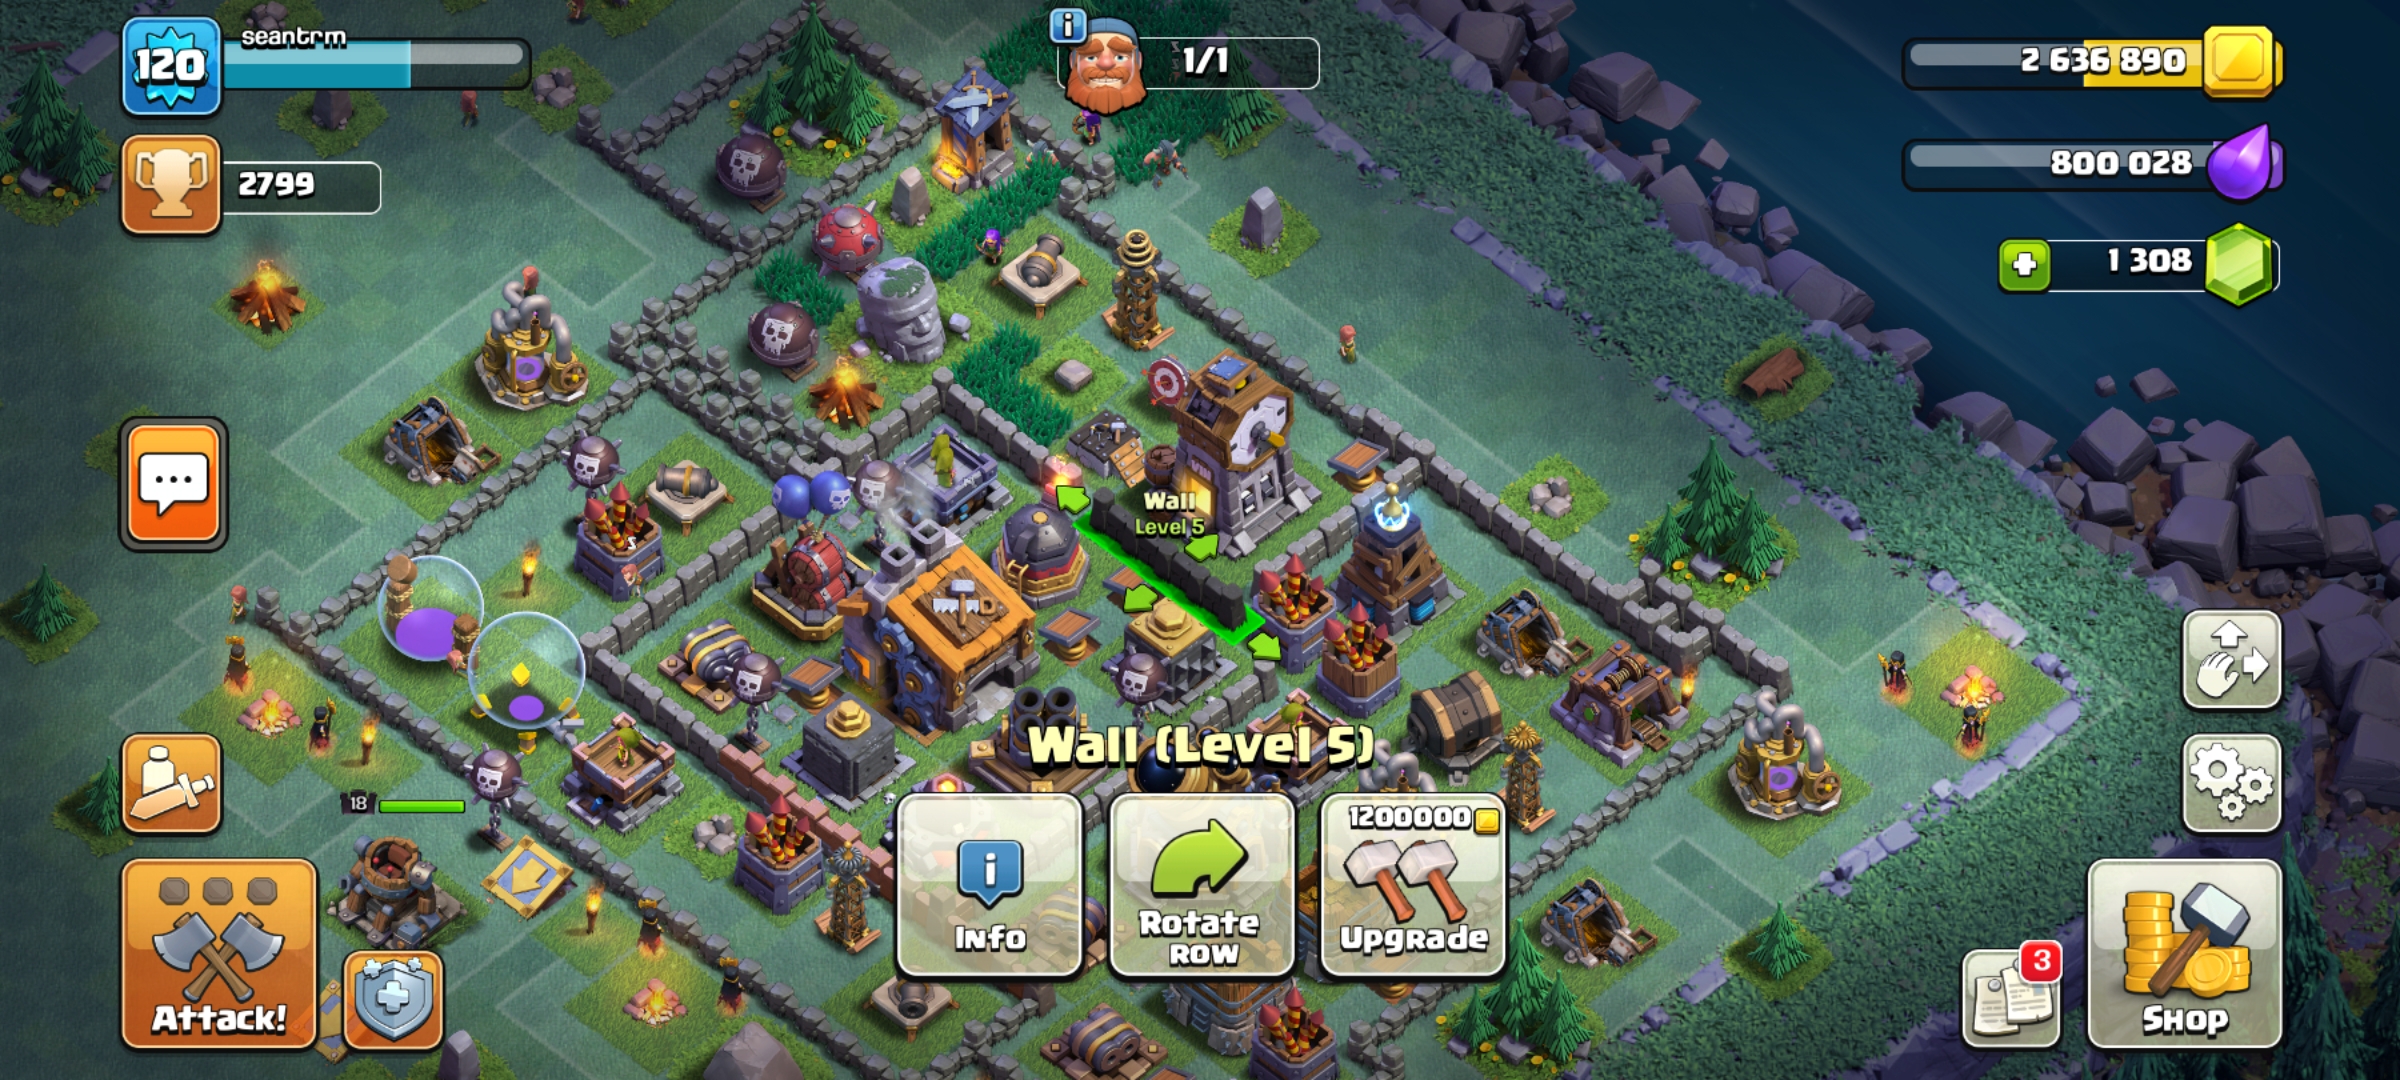 120
seantrm
1/1
2 636 890
2799
800 028
1 308
Wall
Level 5
Wall (Level 5)
18
1200000
Info
Rotate
Row
Upgrade
Attack!
3
Shop